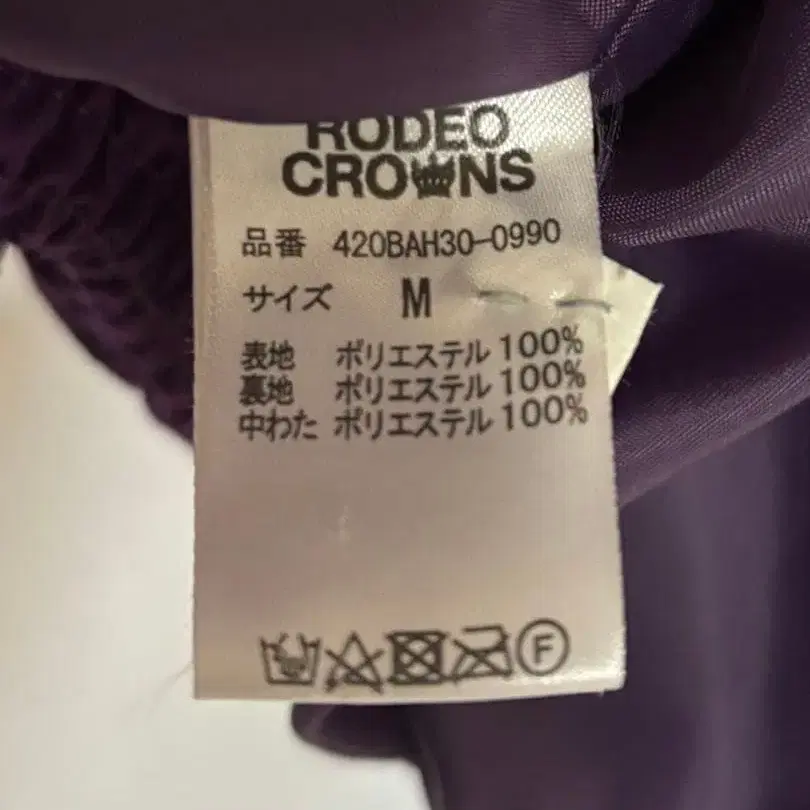 RODEO
CROWNS
品番 420BAH30-0990
サイズ M
表地 ポリエステル 100%
裏地 ポリエステル 100%
中わた ポリエステル 100%
F